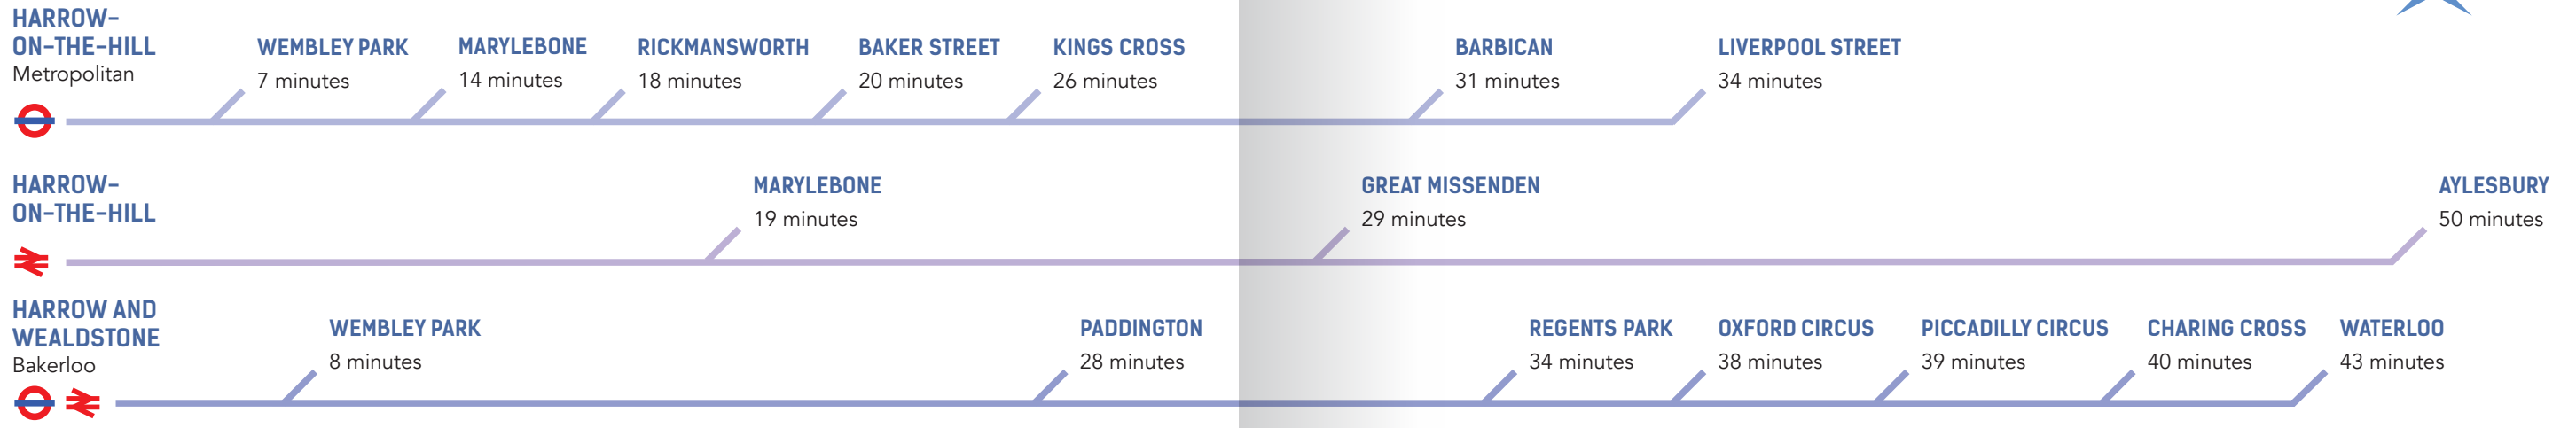 HARROW-
ON-THE-HILL
Metropolitan
WEMBLEY PARK
7 minutes
MARYLEBONE
14 minutes
RICKMANSWORTH
18 minutes
BAKER STREET
20 minutes
KINGS CROSS
26 minutes
BARBICAN
31 minutes
LIVERPOOL STREET
34 minutes
HARROW-
ON-THE-HILL
MARYLEBONE
19 minutes
GREAT MISSENDEN
29 minutes
AYLESBURY
50 minutes
HARROW AND
WEALDSTONE
Bakerloo
WEMBLEY PARK
8 minutes
PADDINGTON
28 minutes
REGENTS PARK
34 minutes
OXFORD CIRCUS
38 minutes
PICCADILLY CIRCUS
39 minutes
CHARING CROSS
40 minutes
WATERLOO
43 minutes